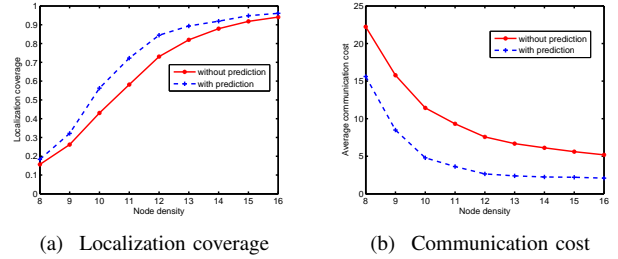 1
0.9
0.8
0.7
0.6
0.5
0.4
0.3
0.2
0.1
0
8 9 10 11 12 13 14 15 16
Localization coverage
Node density
without prediction
with prediction
(a) Localization coverage
25
20
15
10
5
0
8 9 10 11 12 13 14 15 16
Average communication cost
Node density
without prediction
with prediction
(b) Communication cost